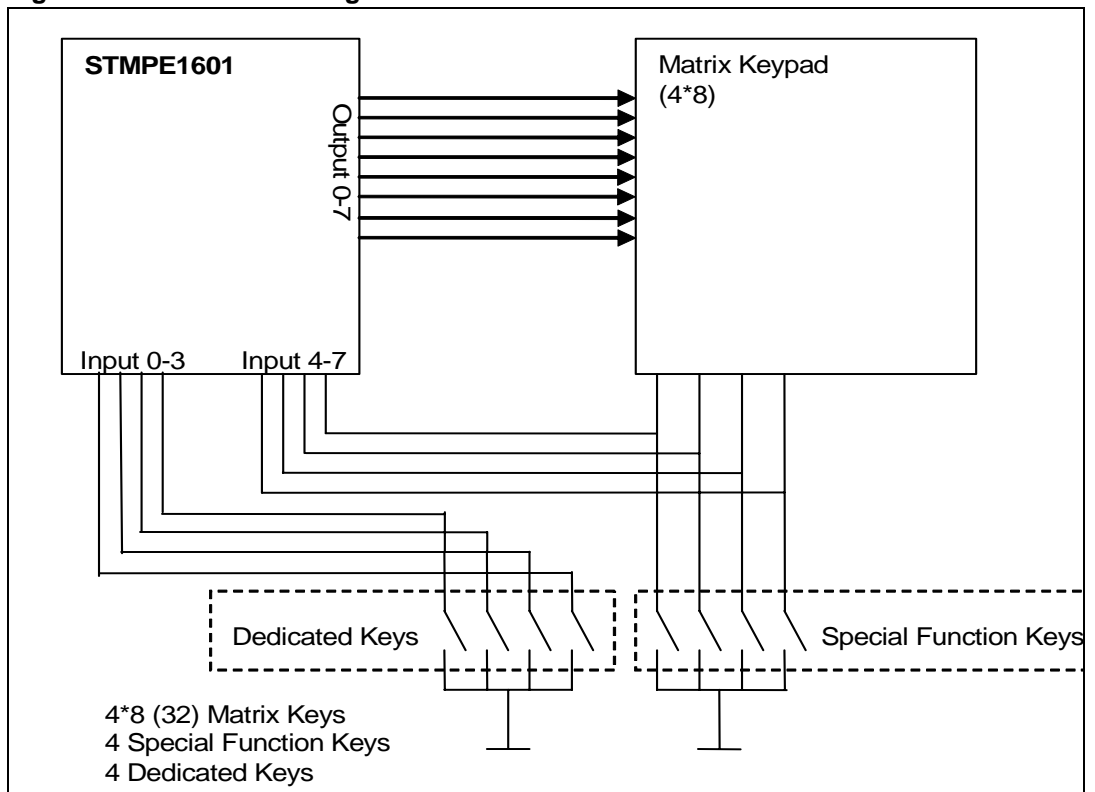 STMPE1601
Matrix Keypad
(4*8)
Output 0-7
Input 0-3
Input 4-7
Dedicated Keys
Special Function Keys
4*8 (32) Matrix Keys
4 Special Function Keys
4 Dedicated Keys